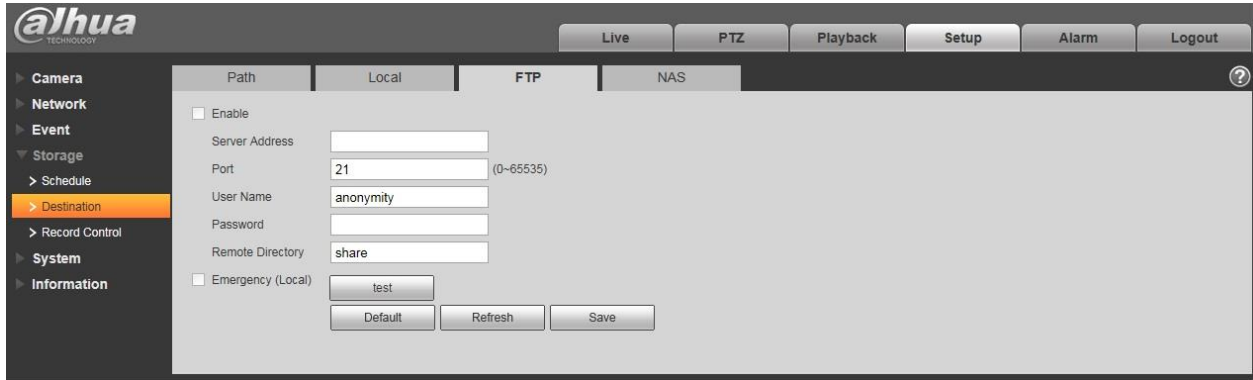 alhua
TECHNOLOGY
Live PTZ Playback Setup Alarm Logout
Camera
Network
Event
Storage
> Schedule
> Destination
> Record Control
System
Information
Path Local FTP NAS
?
Enable
Server Address
Port 21 (0~65535)
User Name anonymity
Password
Remote Directory share
Emergency (Local) test
Default Refresh Save